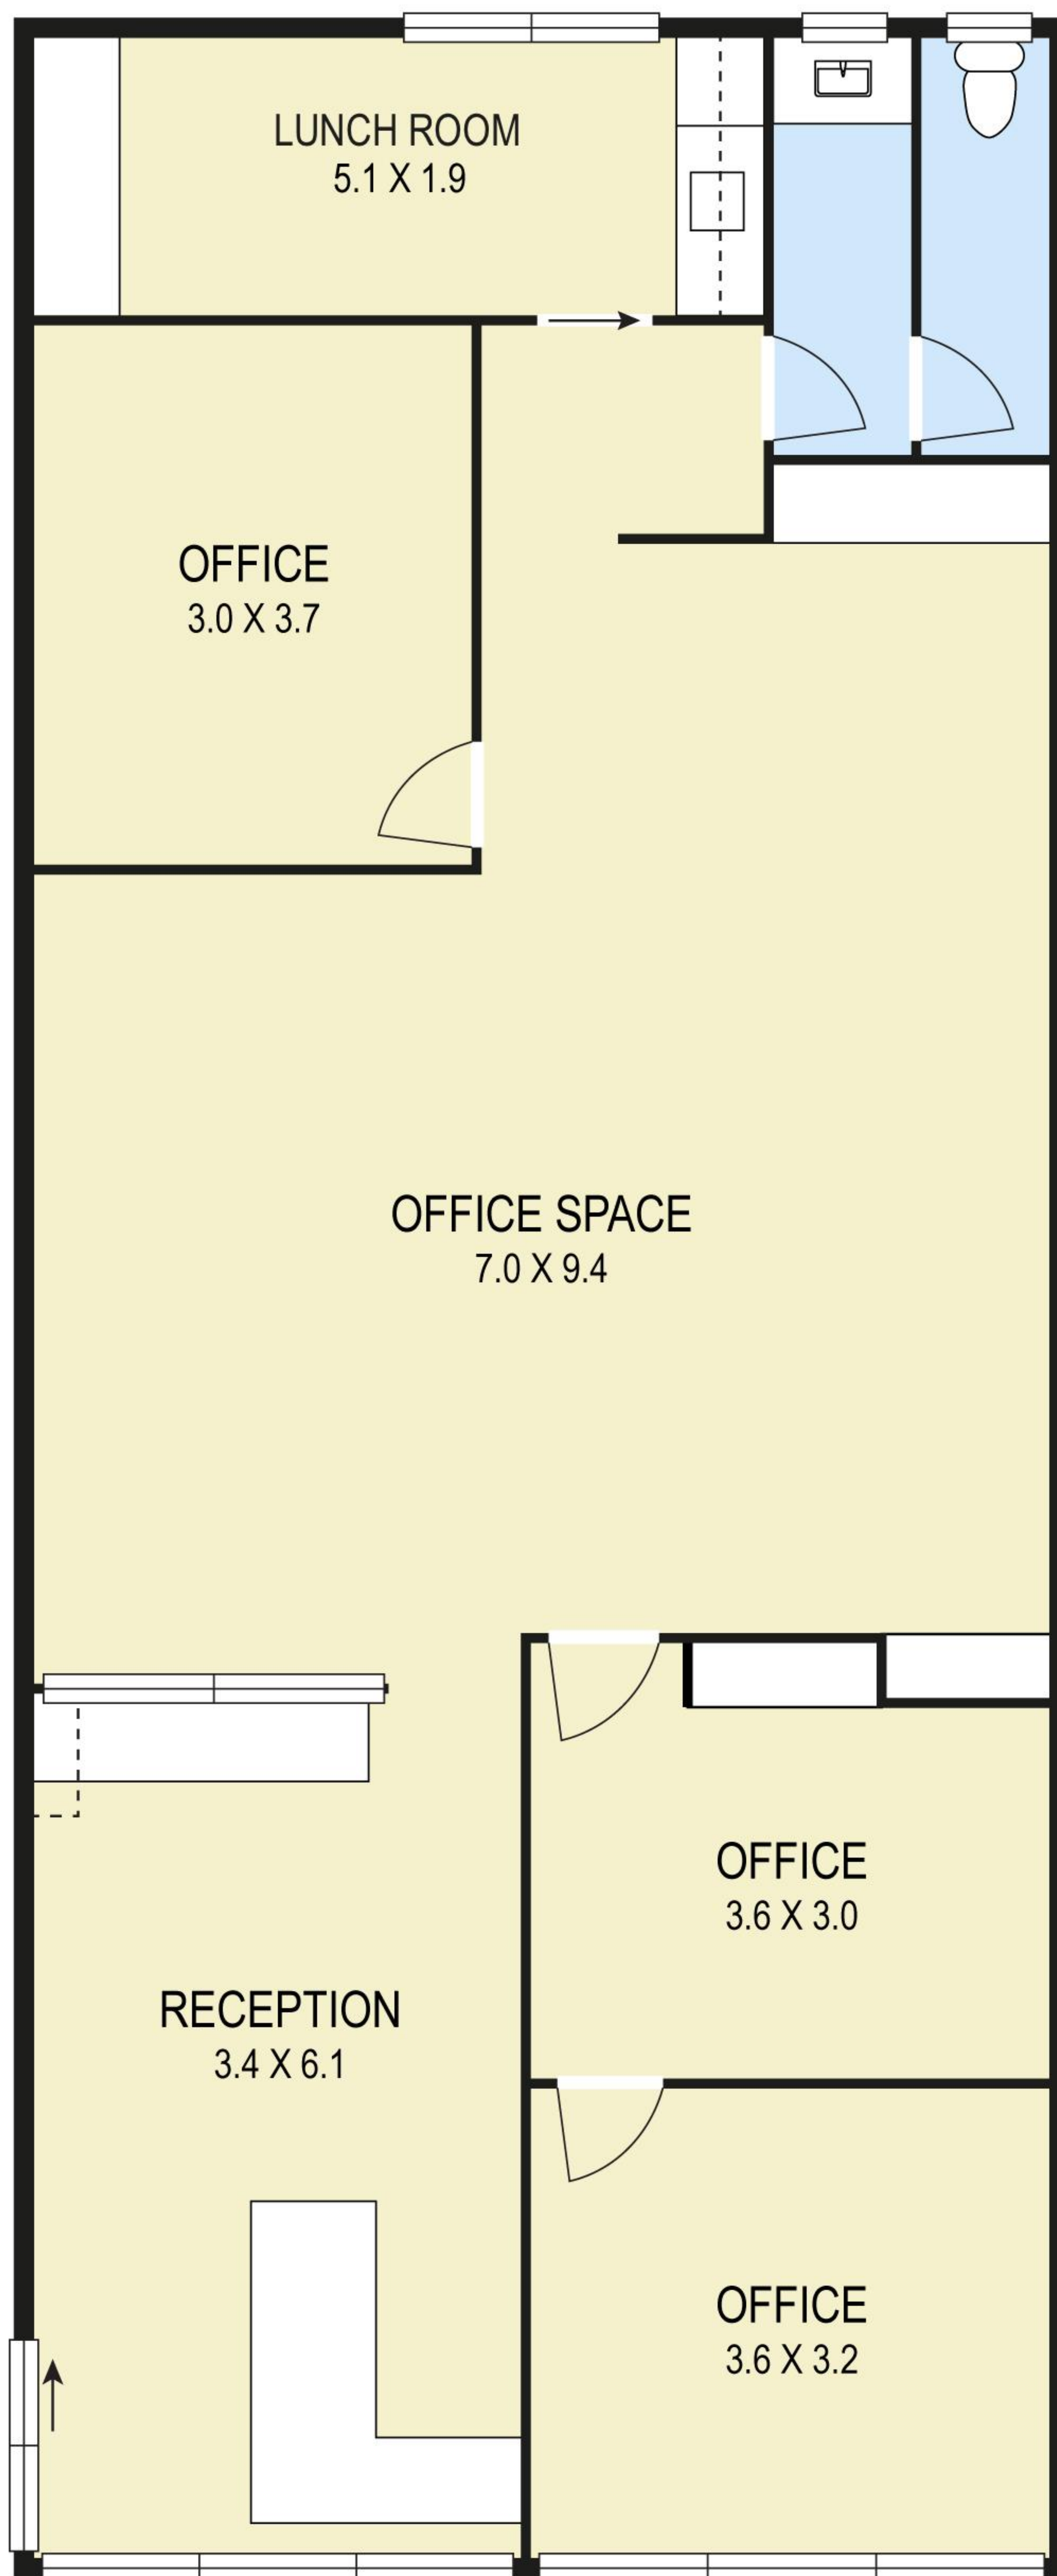 LUNCH ROOM
5.1 X 1.9
OFFICE
3.0 X 3.7
OFFICE SPACE
7.0 X 9.4
OFFICE
3.6 X 3.0
RECEPTION
3.4 X 6.1
OFFICE
3.6 X 3.2